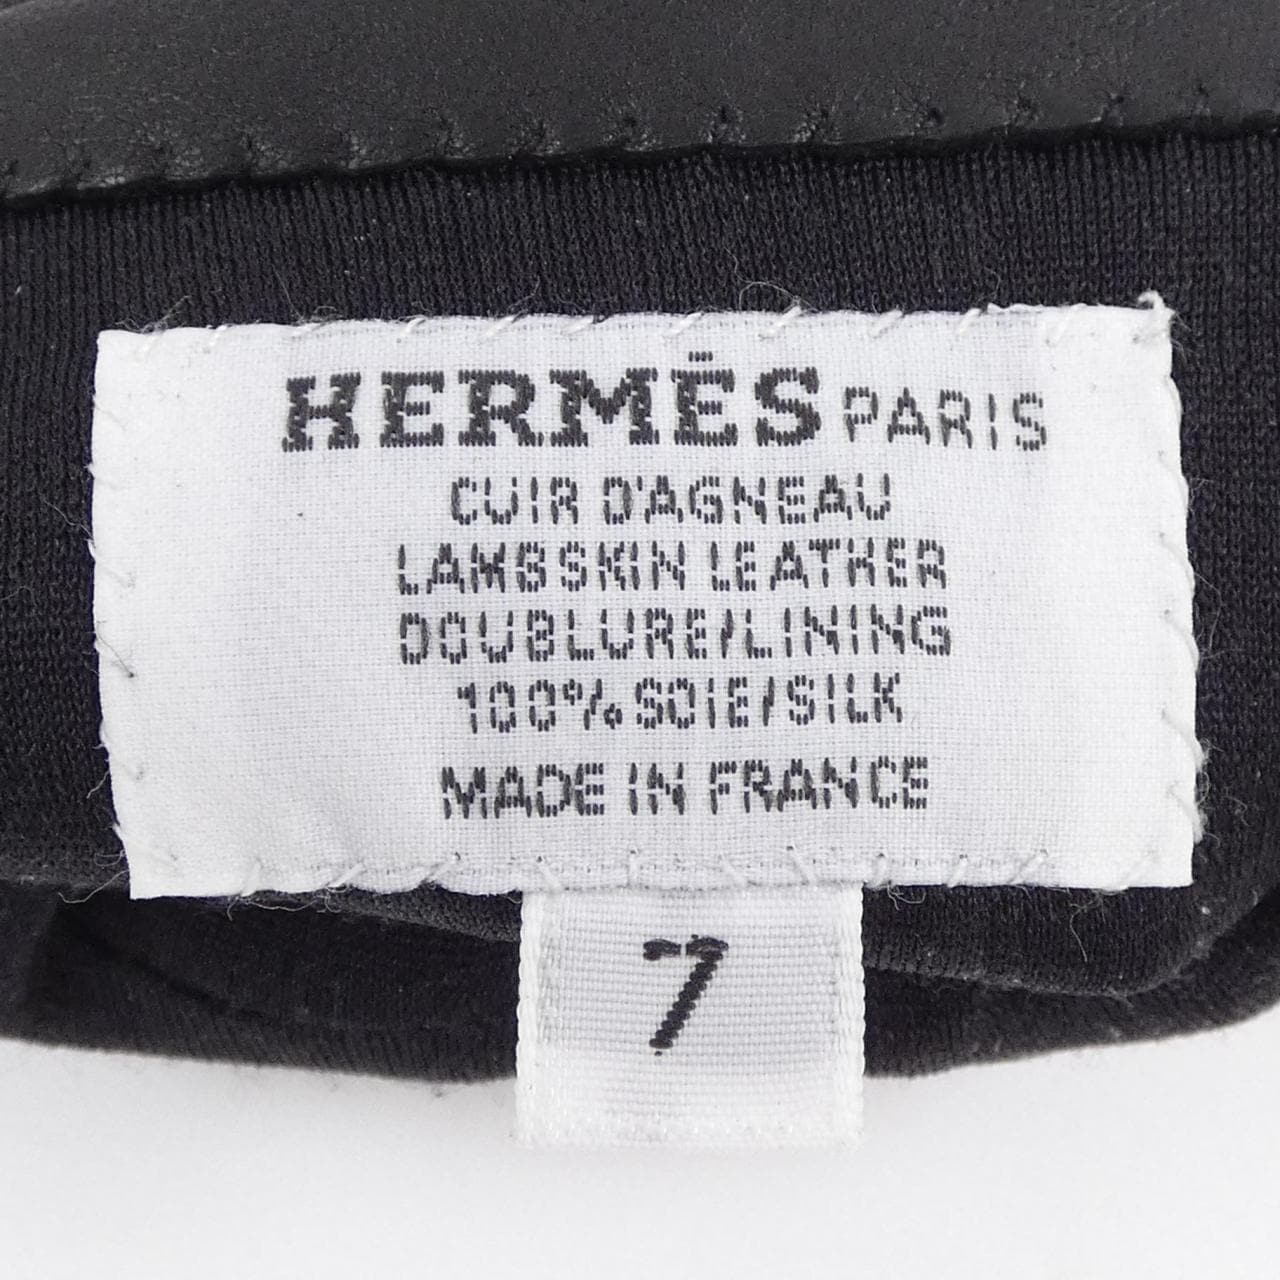 HERMÈS PARIS
CUIR D'AGNEAU
LAMBSKIN LEATHER
DOUBLURE/LINING
100% SOIE/SILK
MADE IN FRANCE
7